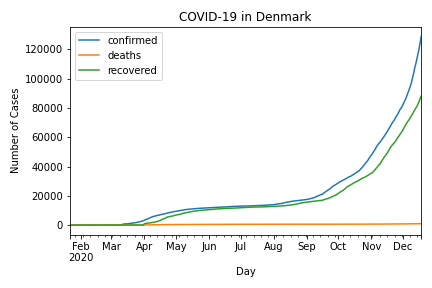 COVID-19 in Denmark
confirmed
deaths
recovered
Number of Cases
120000
100000
80000
60000
40000
20000
0
Feb Mar Apr May Jun Jul Aug Sep Oct Nov Dec
2020
Day